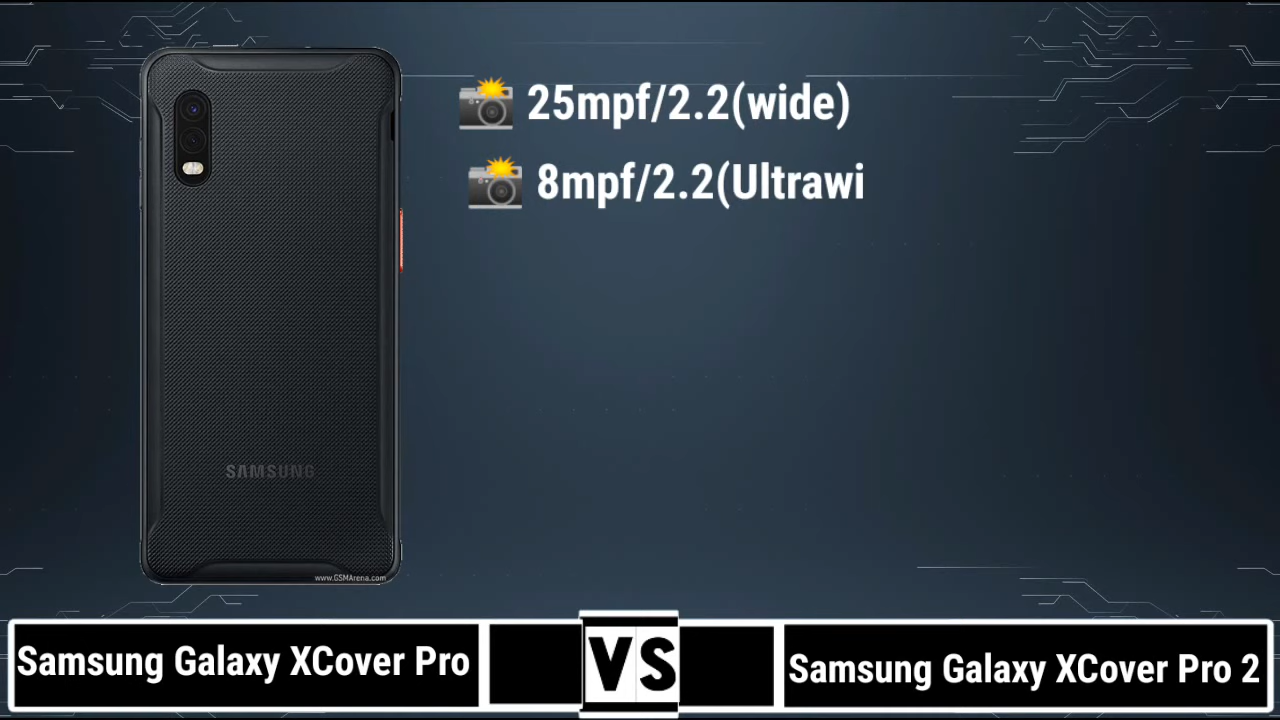 25mpf/2.2(wide)
8mpf/2.2(Ultrawi
SAMSUNG
www.GSMArena.com
Samsung Galaxy XCover Pro
VS
Samsung Galaxy XCover Pro 2